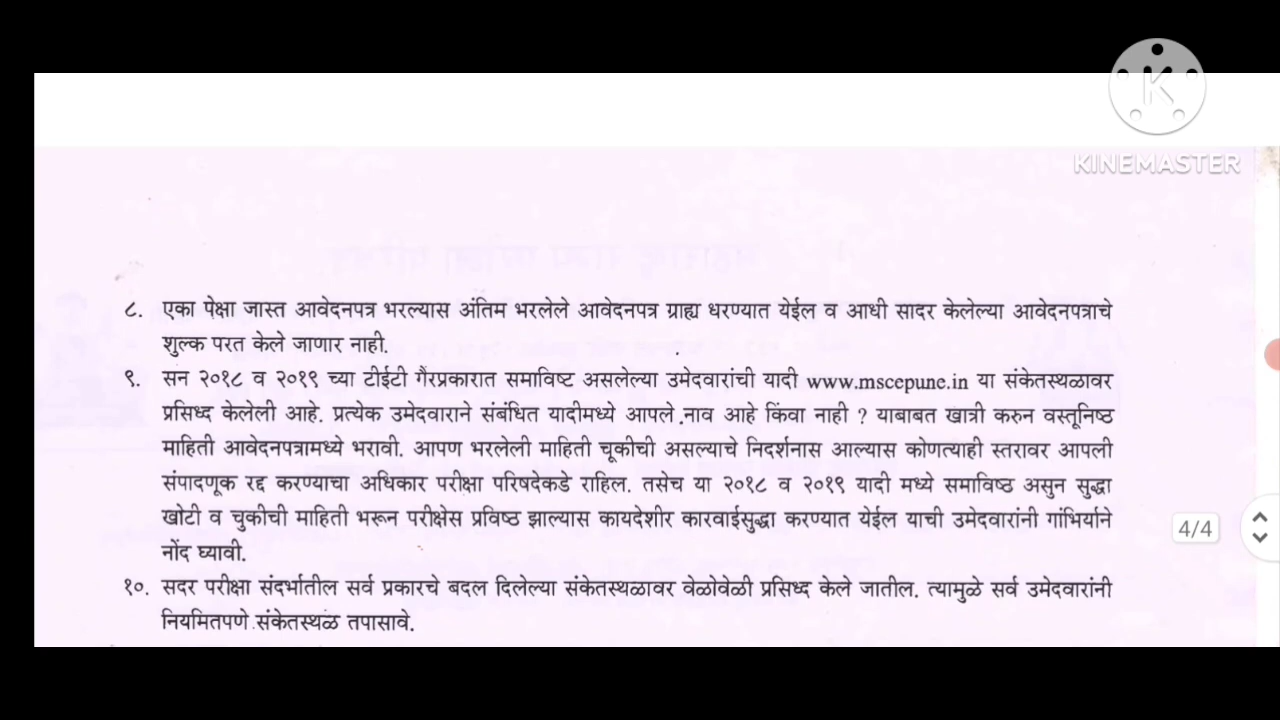 K
KINEMASTER
८. एका पेक्षा जास्त आवेदनपत्र भरल्यास अंतिम भरलेले आवेदनपत्र ग्राह्य धरण्यात येईल व आधी सादर केलेल्या आवेदनपत्राचे
शुल्क परत केले जाणार नाही.
९. सन २०१८ व २०१९ च्या टीईटी गैरप्रकारात समाविष्ट असलेल्या उमेदवारांची यादी www.mscepune.in या संकेतस्थळावर
प्रसिध्द केलेली आहे. प्रत्येक उमेदवाराने संबंधित यादीमध्ये आपले नाव आहे किंवा नाही ? याबाबत खात्री करुन वस्तूनिष्ठ
माहिती आवेदनपत्रामध्ये भरावी. आपण भरलेली माहिती चूकीची असल्याचे निदर्शनास आल्यास कोणत्याही स्तरावर आपली
संपादणूक रद्द करण्याचा अधिकार परीक्षा परिषदेकडे राहिल. तसेच या २०१८ व २०१९ यादी मध्ये समाविष्ठ असुन सुद्धा
खोटी व चुकीची माहिती भरून परीक्षेस प्रविष्ठ झाल्यास कायदेशीर कारवाईसुद्धा करण्यात येईल याची उमेदवारांनी गांभिर्याने
नोंद घ्यावी.
4/4
१०. सदर परीक्षा संदर्भातील सर्व प्रकारचे बदल दिलेल्या संकेतस्थळावर वेळोवेळी प्रसिध्द केले जातील. त्यामुळे सर्व उमेदवारांनी
नियमितपणे संकेतस्थळ तपासावे.